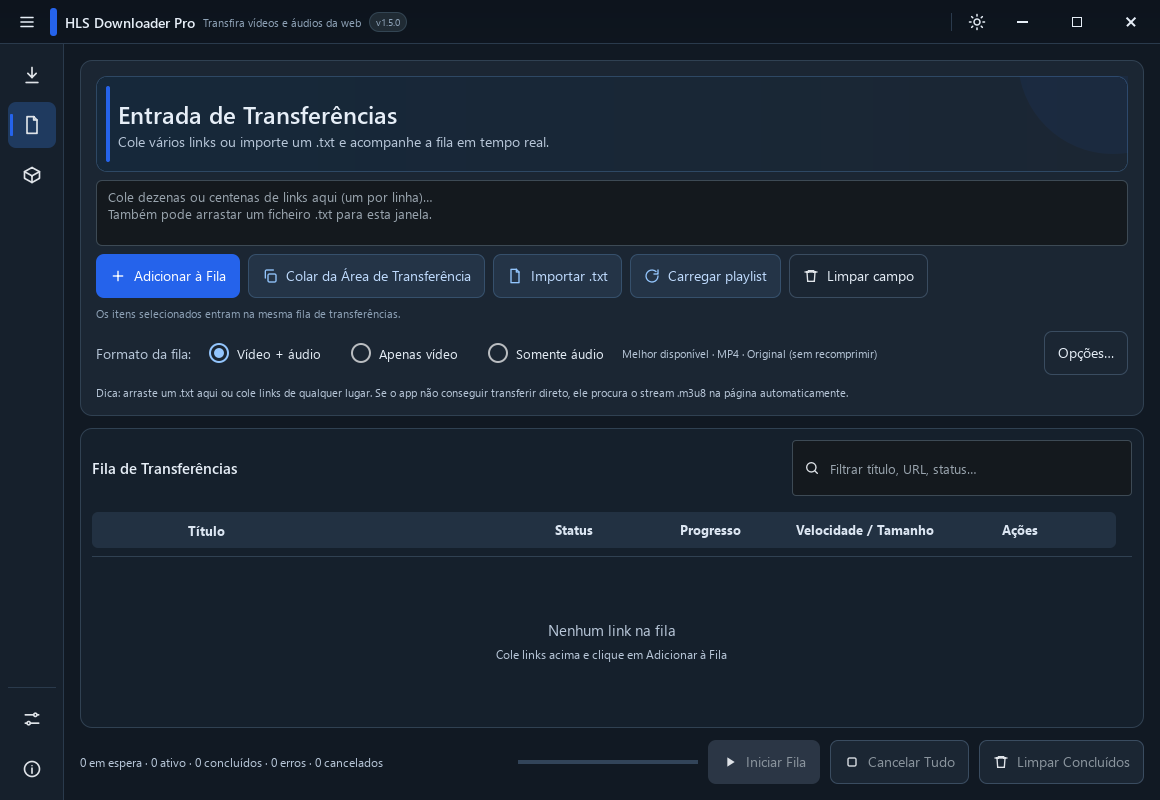 HLS Downloader Pro Transfira vídeos e áudios da web v1.5.0
Entrada de Transferências
Cole vários links ou importe um .txt e acompanhe a fila em tempo real.
Cole dezenas ou centenas de links aqui (um por linha)...
Também pode arrastar um ficheiro .txt para esta janela.
Adicionar à Fila Colar da Área de Transferência Importar .txt Carregar playlist Limpar campo
Os itens selecionados entram na mesma fila de transferências.
Formato da fila: Vídeo + áudio Apenas vídeo Somente áudio Melhor disponível · MP4 · Original (sem recomprimir) Opções...
Dica: arraste um .txt aqui ou cole links de qualquer lugar. Se o app não conseguir transferir direto, ele procura o stream .m3u8 na página automaticamente.
Fila de Transferências Filtrar título, URL, status...
Título Status Progresso Velocidade / Tamanho Ações
Nenhum link na fila
Cole links acima e clique em Adicionar à Fila
0 em espera · 0 ativo · 0 concluídos · 0 erros · 0 cancelados Iniciar Fila Cancelar Tudo Limpar Concluídos